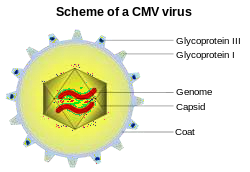 Scheme of a CMV virus
Glycoprotein III
Glycoprotein I
Genome
Capsid
Coat